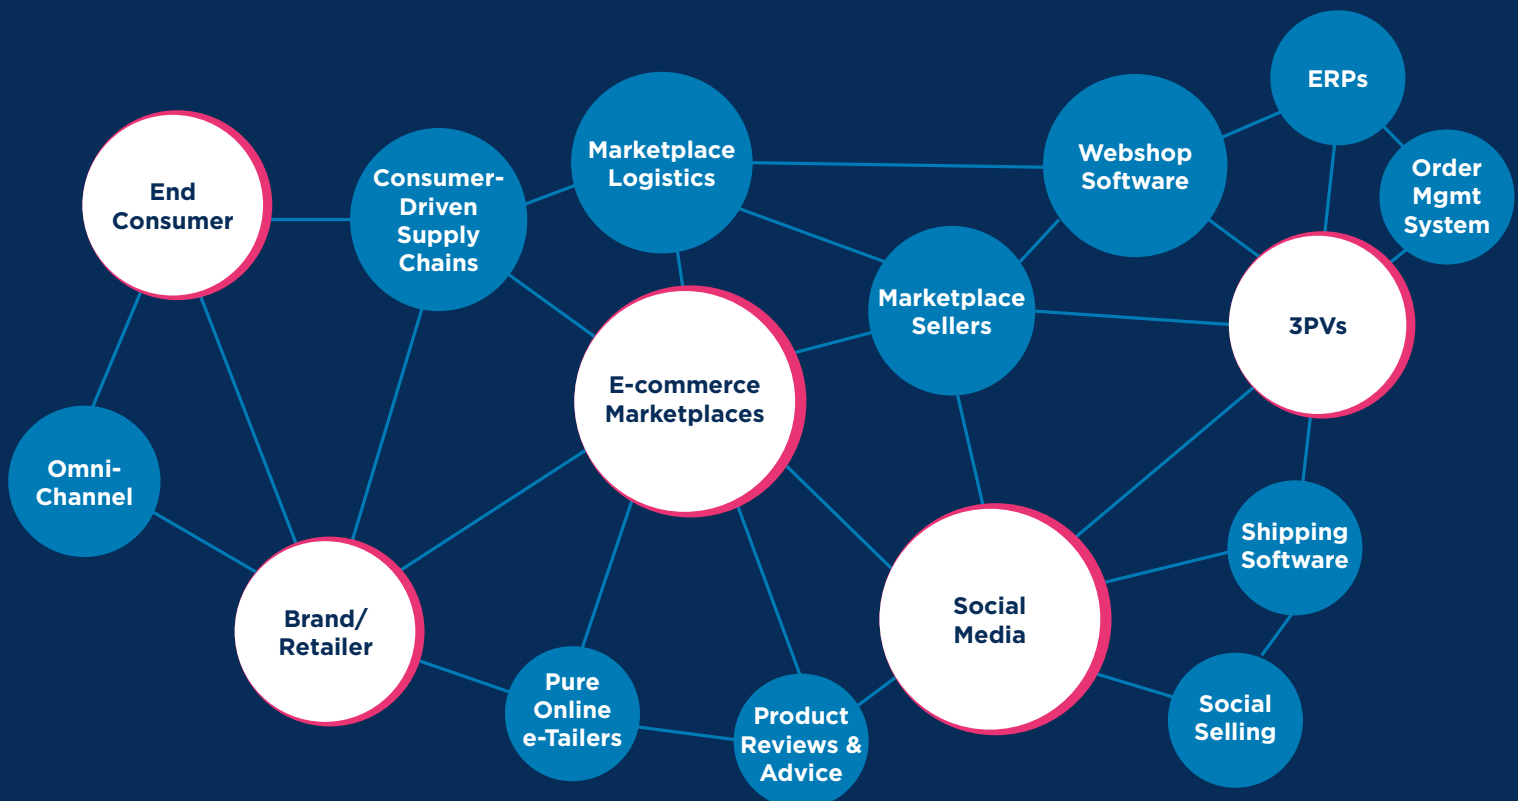 ERPs
End
Consumer
Consumer-
Driven
Supply
Chains
Marketplace
Logistics
Webshop
Software
Order
Mgmt
System
Marketplace
Sellers
3PVs
E-commerce
Marketplaces
Omni-
Channel
Brand/
Retailer
Social
Media
Shipping
Software
Pure
Online
e-Tailers
Product
Reviews &
Advice
Social
Selling